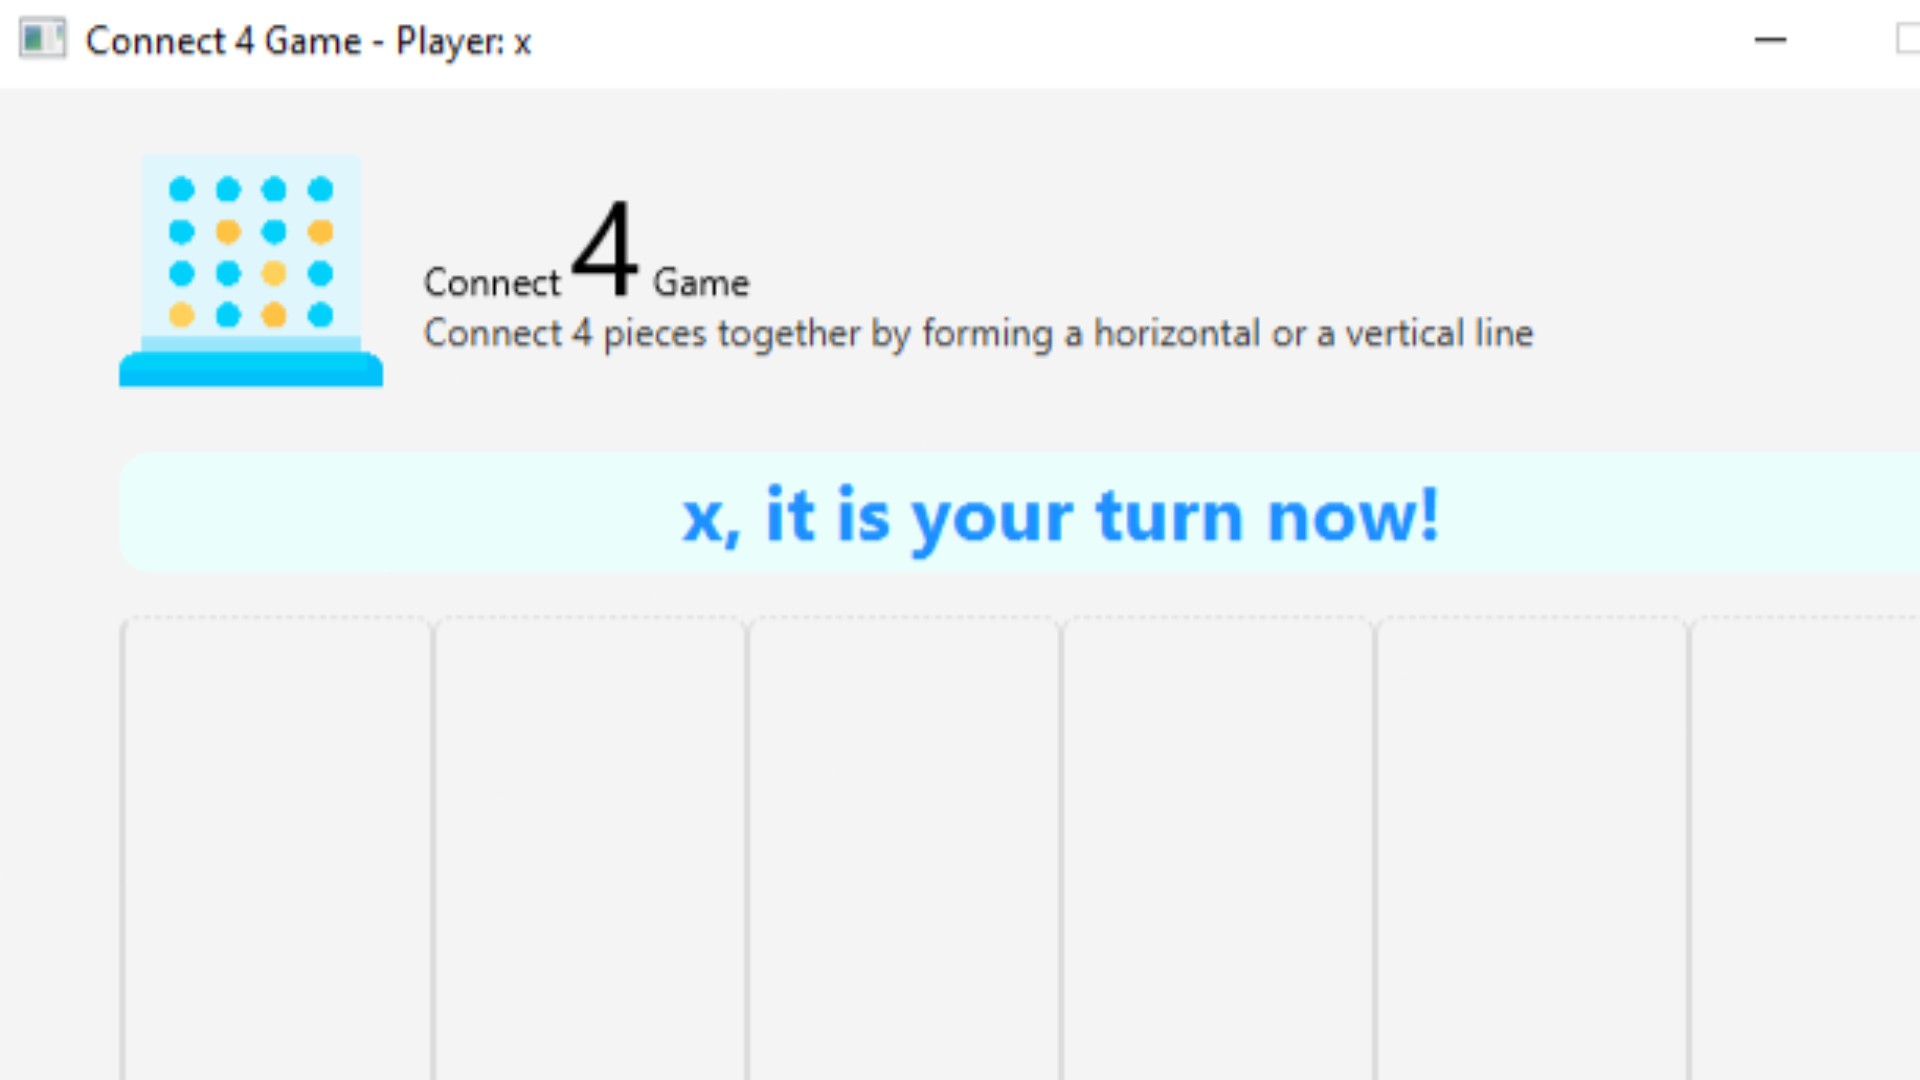 Connect 4 Game - Player: x
Connect 4 Game
Connect 4 pieces together by forming a horizontal or a vertical line
x, it is your turn now!